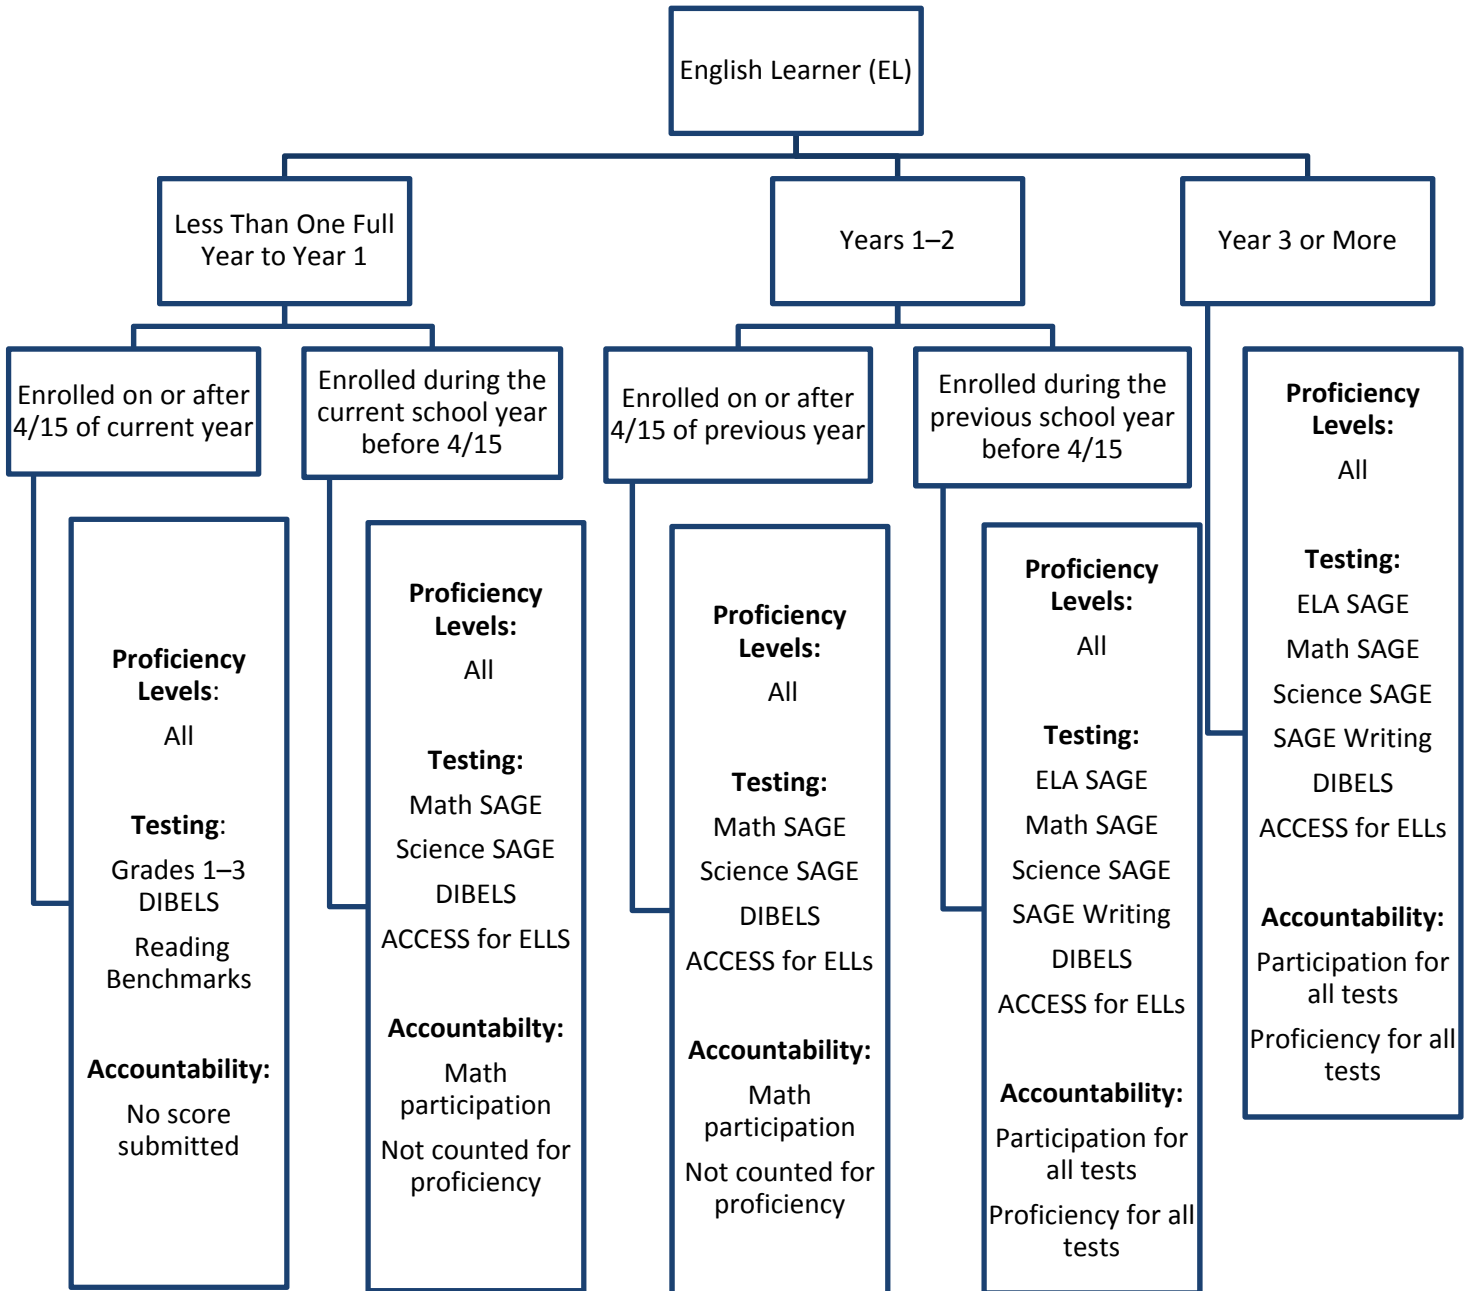 English Learner (EL)
Less Than One Full
Year to Year 1
Years 1–2
Year 3 or More
Enrolled on or after
4/15 of current year
Enrolled during the
current school year
before 4/15
Enrolled on or after
4/15 of previous year
Enrolled during the
previous school year
before 4/15
Proficiency
Levels:
All
Testing:
Grades 1–3
DIBELS
Reading
Benchmarks
Accountability:
No score
submitted
Proficiency
Levels:
All
Testing:
Math SAGE
Science SAGE
DIBELS
ACCESS for ELLS
Accountabilty:
Math
participation
Not counted for
proficiency
Proficiency
Levels:
All
Testing:
Math SAGE
Science SAGE
DIBELS
ACCESS for ELLs
Accountability:
Math
participation
Not counted for
proficiency
Proficiency
Levels:
All
Testing:
ELA SAGE
Math SAGE
Science SAGE
SAGE Writing
DIBELS
ACCESS for ELLs
Accountability:
Participation for
all tests
Proficiency for all
tests
Proficiency
Levels:
All
Testing:
ELA SAGE
Math SAGE
Science SAGE
SAGE Writing
DIBELS
ACCESS for ELLs
Accountability:
Participation for
all tests
Proficiency for all
tests